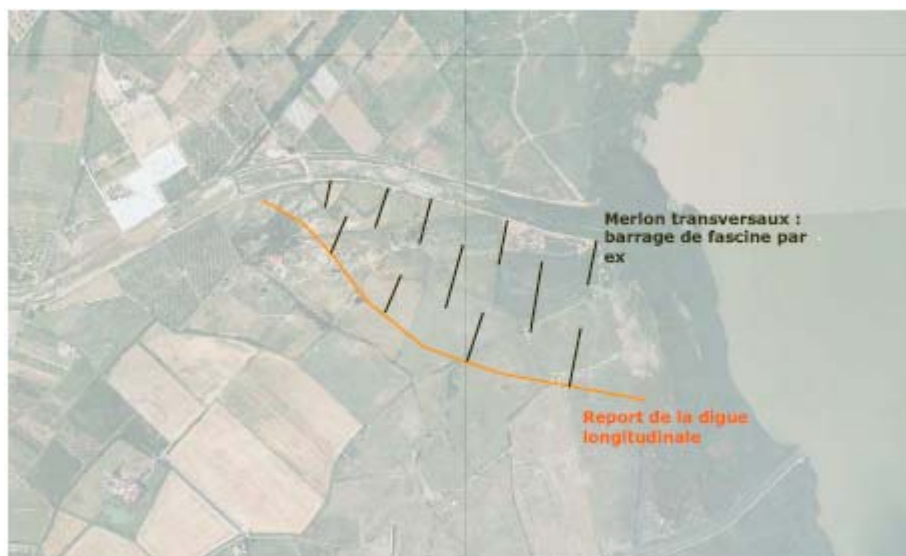 Merlon transversaux :
barrage de fascine par
ex
Report de la digue
longitudinale